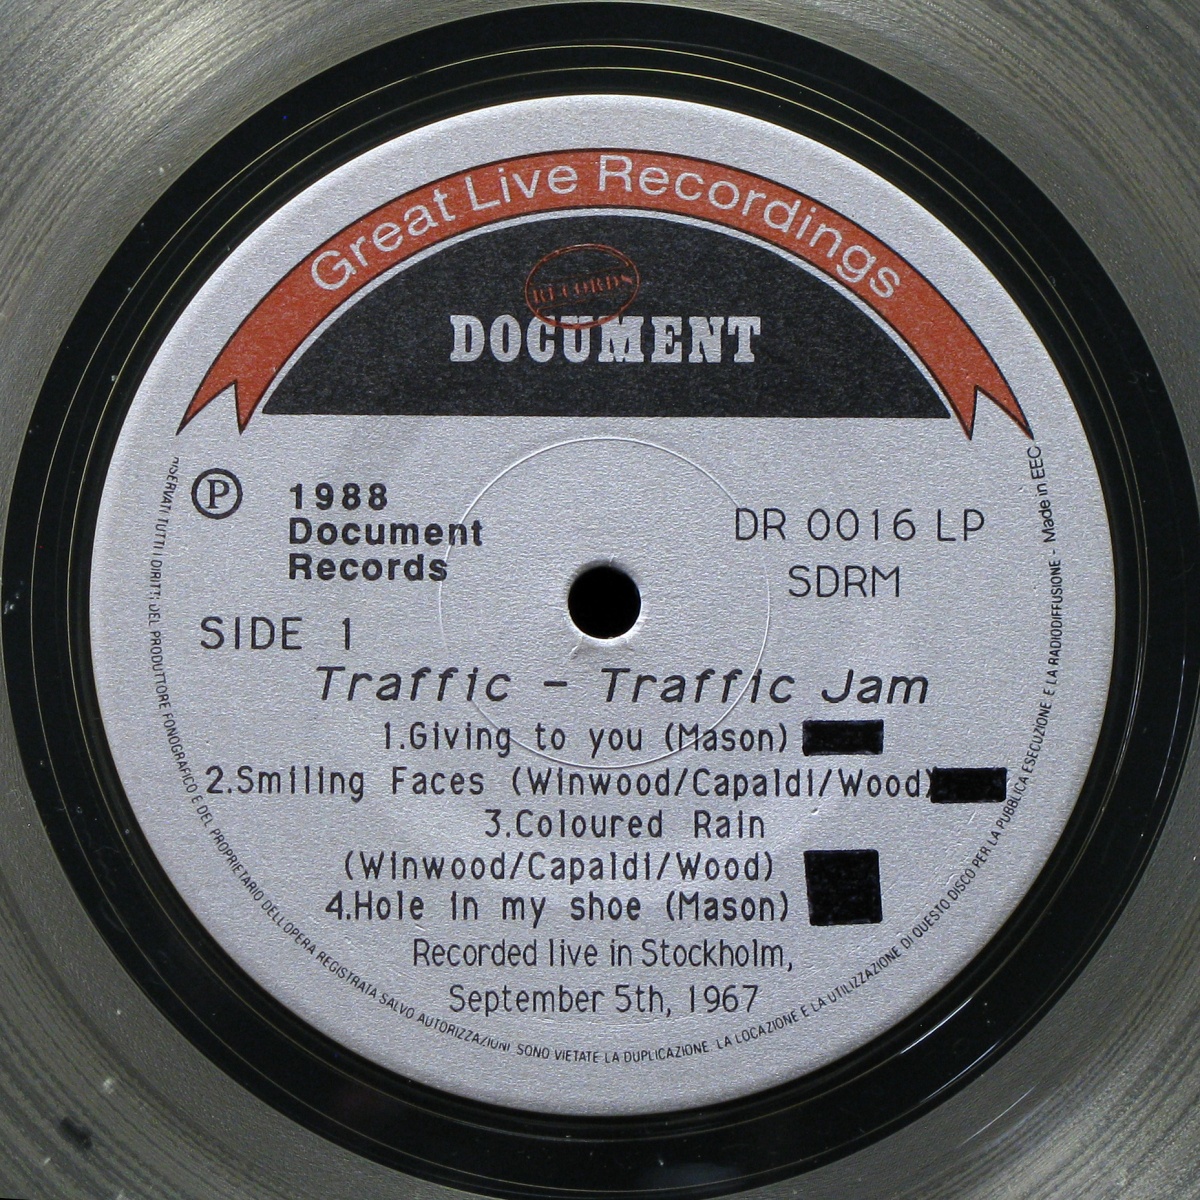 Great Live Recordings
RECORDS
DOCUMENT
Ⓟ 1988
Document
Records
DR 0016 LP
SDRM
SIDE 1
Traffic - Traffic Jam
1.Giving to you (Mason)
2.Smiling Faces (Winwood/Capaldi/Wood)
3.Coloured Rain
(Winwood/Capaldi/Wood)
4.Hole in my shoe (Mason)
Recorded live in Stockholm,
September 5th, 1967
RISERVATI TUTTI I DIRITTI DEL PRODUTTORE FONOGRAFICO E DEL PROPRIETARIO DELL'OPERA REGISTRATA SALVO AUTORIZZAZIONI SONO VIETATE LA DUPLICAZIONE LA LOCAZIONE E LA UTILIZZAZIONE DI QUESTO DISCO PER LA PUBBLICA ESECUZIONE E LA RADIODIFFUSIONE - Made in EEC